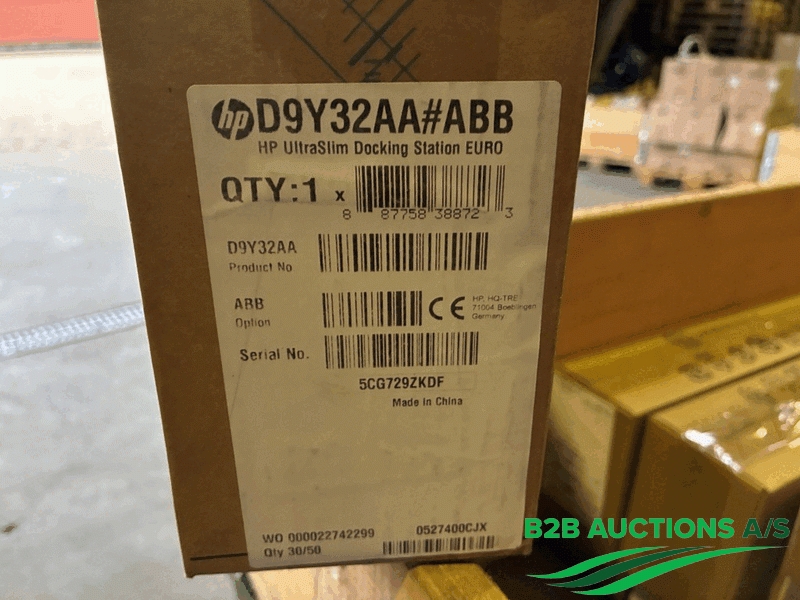 hp D9Y32AA#ABB
HP UltraSlim Docking Station EURO
QTY:1 x
8 87758 38872 3
D9Y32AA
Product No
ABB
Option
HP, HQ-TRE
71034 Boeblingen
Germany
CE
Serial No.
5CG729ZKDF
Made in China
WO 000022742299
0527400CJX
Qty 30/50
B2B AUCTIONS A/S